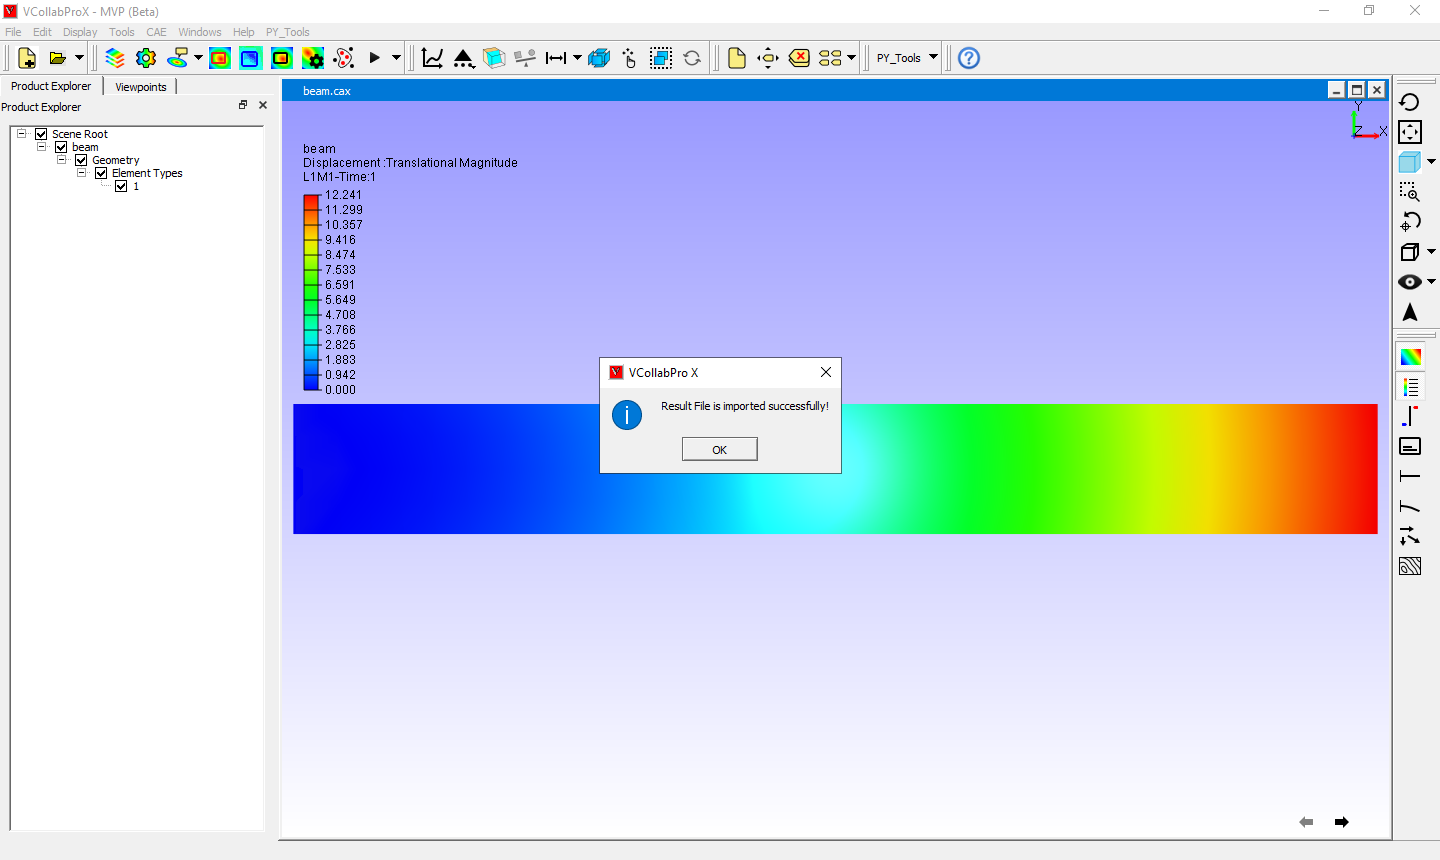 VCollabProX - MVP (Beta)
File Edit Display Tools CAE Windows Help PY_Tools
PY_Tools
Product Explorer Viewpoints
Product Explorer
Scene Root
beam
Geometry
Element Types
1
beam.cax
Y
Z X
beam
Displacement :Translational Magnitude
L1M1-Time:1
12.241
11.299
10.357
9.416
8.474
7.533
6.591
5.649
4.708
3.766
2.825
1.883
0.942
0.000
VCollabPro X
Result File is imported successfully!
OK